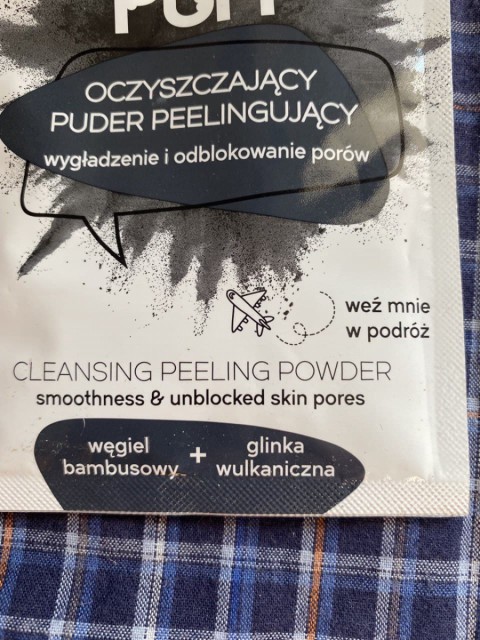 OCZYSZCZAJĄCY
PUDER PEELINGUJĄCY
wygładzenie i odblokowanie porów
weź mnie
w podróż
CLEANSING PEELING POWDER
smoothness & unblocked skin pores
węgiel bambusowy + glinka wulkaniczna